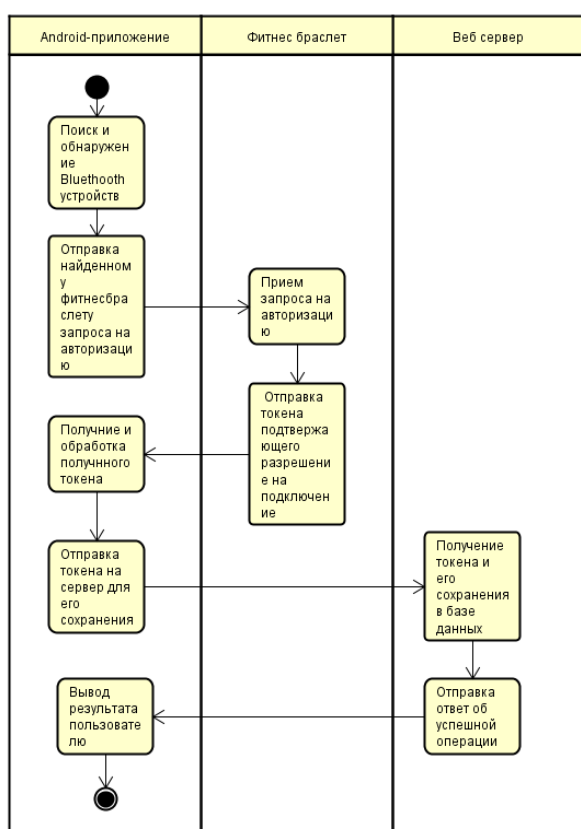 Android-приложение
Фитнес браслет
Веб сервер
Поиск и
обнаружен
ие
Bluethooth
устройств
Отправка
найденном
у
фитнесбра
слету
запроса на
авторизаци
ю
Прием
запроса на
авторизаци
ю
Отправка
токена
подтвержа
ющего
разрешени
е на
подключен
ие
Получние и
обработка
получнного
токена
Отправка
токена на
сервер для
его
сохранения
Получение
токена и
его
сохранения
в базе
данных
Отправка
ответ об
успешной
операции
Вывод
результата
пользовате
лю